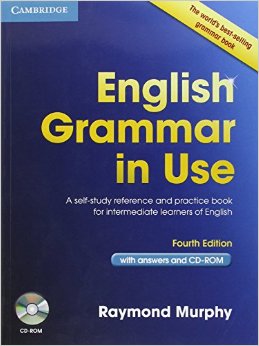 CAMBRIDGE
The world's best-selling
grammar book
English
Grammar
in Use
A self-study reference and practice book
for intermediate learners of English
Fourth Edition
with answers and CD-ROM
CD-ROM
Raymond Murphy